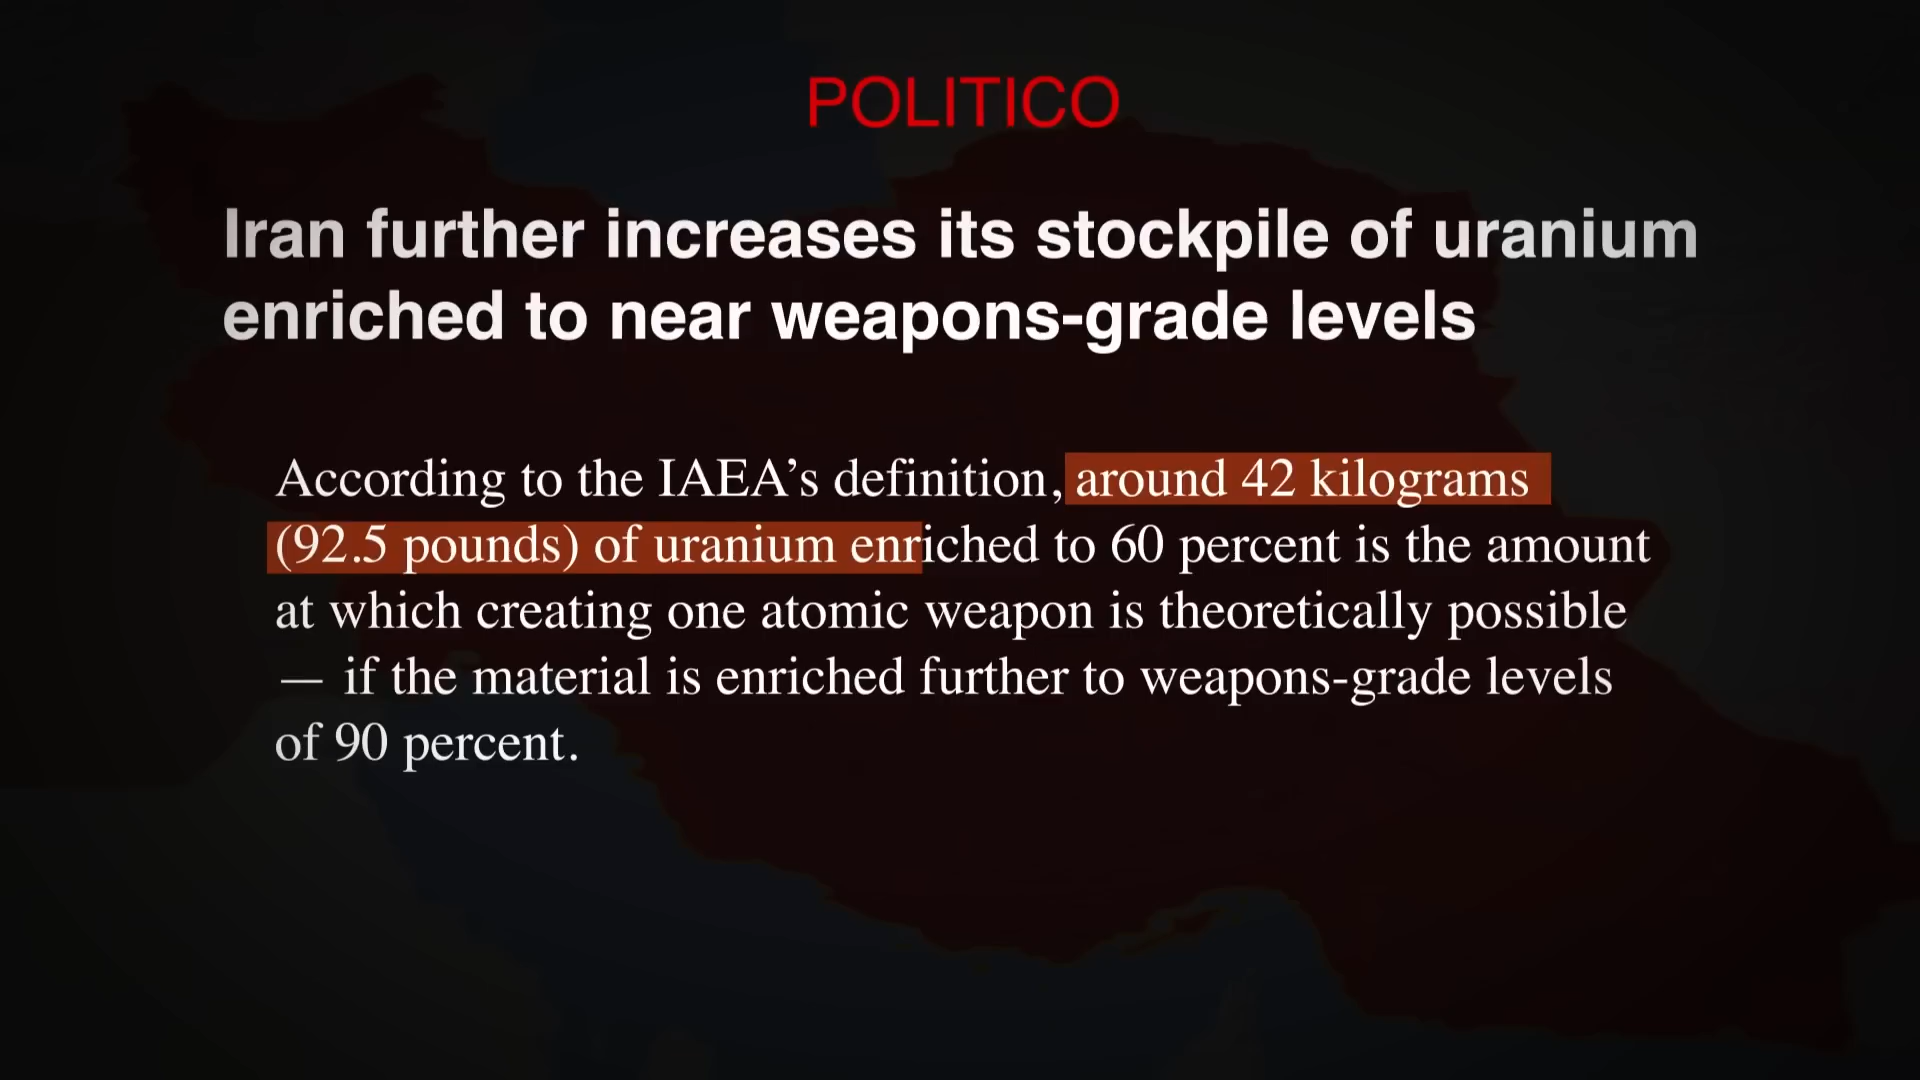 POLITICO
Iran further increases its stockpile of uranium
enriched to near weapons-grade levels
According to the IAEA’s definition, around 42 kilograms
(92.5 pounds) of uranium enriched to 60 percent is the amount
at which creating one atomic weapon is theoretically possible
— if the material is enriched further to weapons-grade levels
of 90 percent.